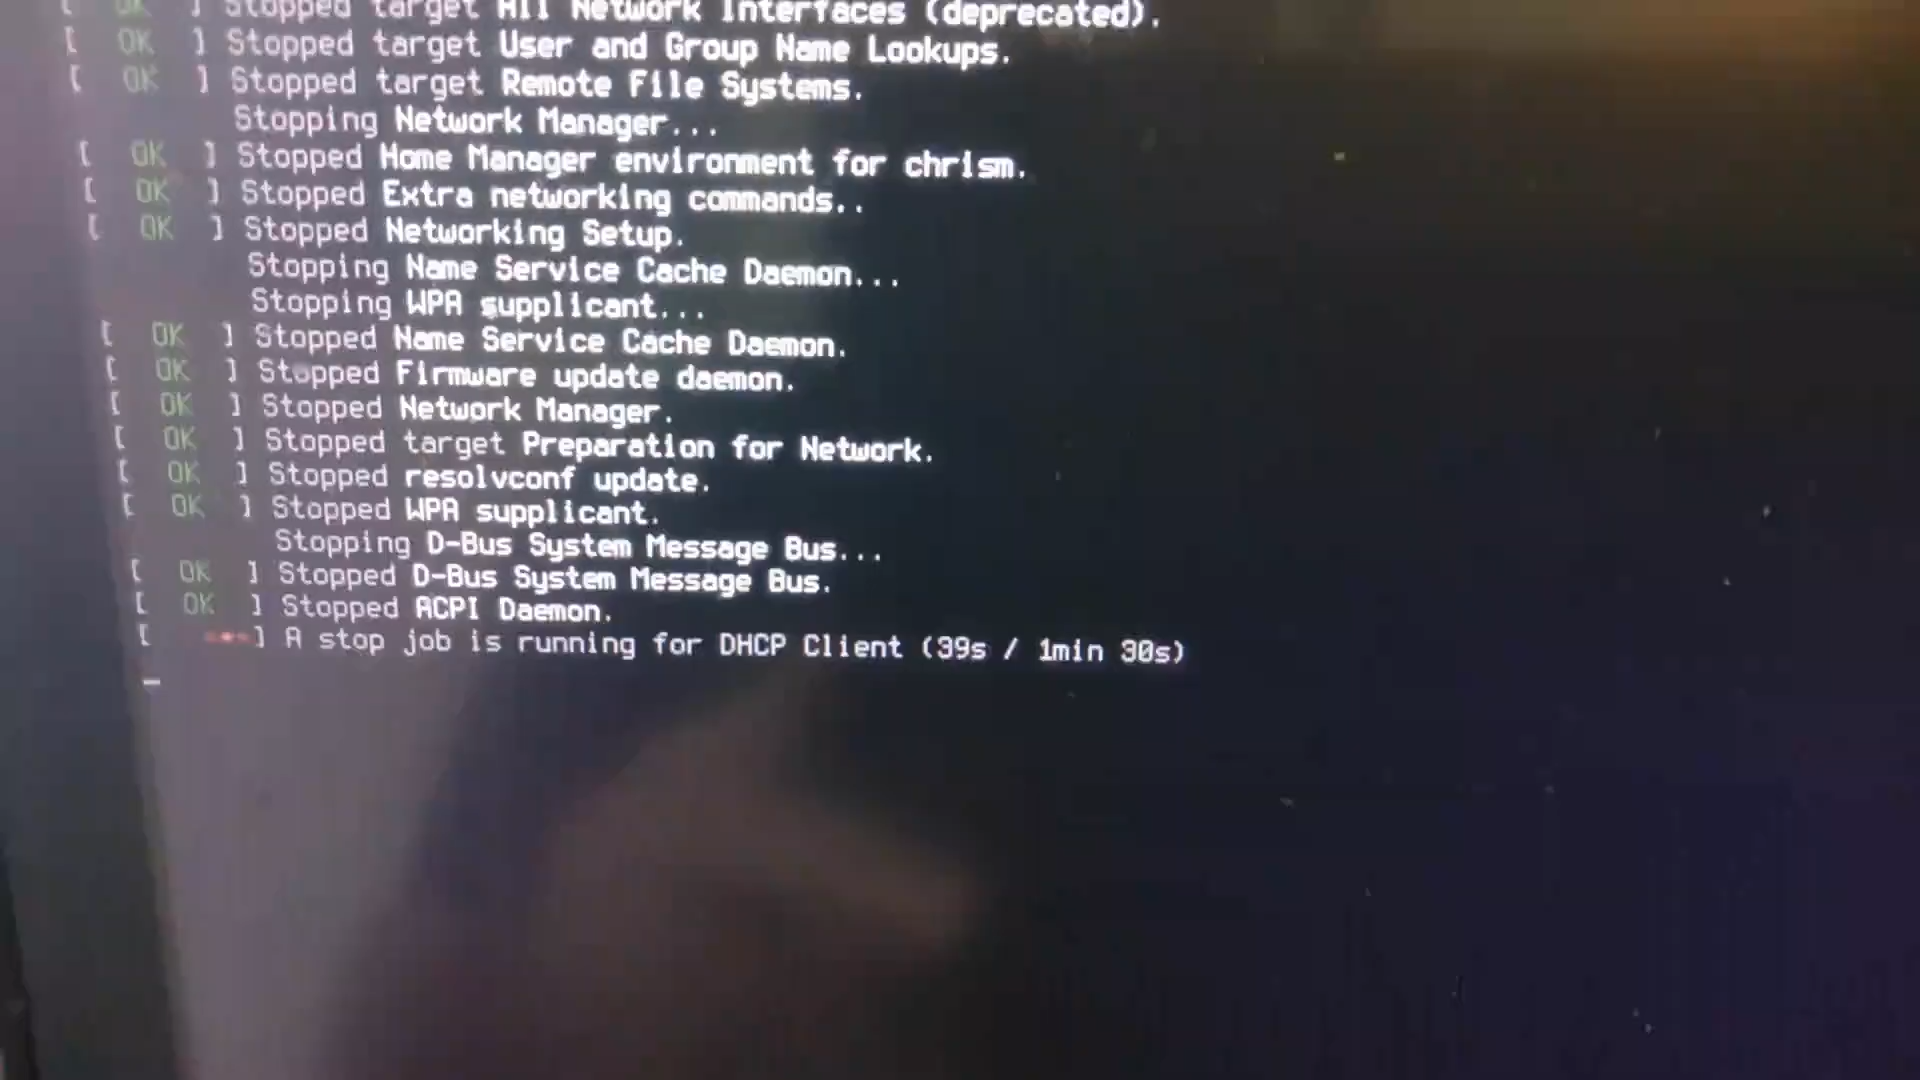 [ OK ] Stopped target All Network Interfaces (deprecated).
[ OK ] Stopped target User and Group Name Lookups.
[ OK ] Stopped target Remote File Systems.
Stopping Network Manager...
[ OK ] Stopped Home Manager environment for chrism.
[ OK ] Stopped Extra networking commands..
[ OK ] Stopped Networking Setup.
Stopping Name Service Cache Daemon...
Stopping WPA supplicant...
[ OK ] Stopped Name Service Cache Daemon.
[ OK ] Stopped Firmware update daemon.
[ OK ] Stopped Network Manager.
[ OK ] Stopped target Preparation for Network.
[ OK ] Stopped resolvconf update.
[ OK ] Stopped WPA supplicant.
Stopping D-Bus System Message Bus...
[ OK ] Stopped D-Bus System Message Bus.
[ OK ] Stopped ACPI Daemon.
[ ***] A stop job is running for DHCP Client (39s / 1min 30s)